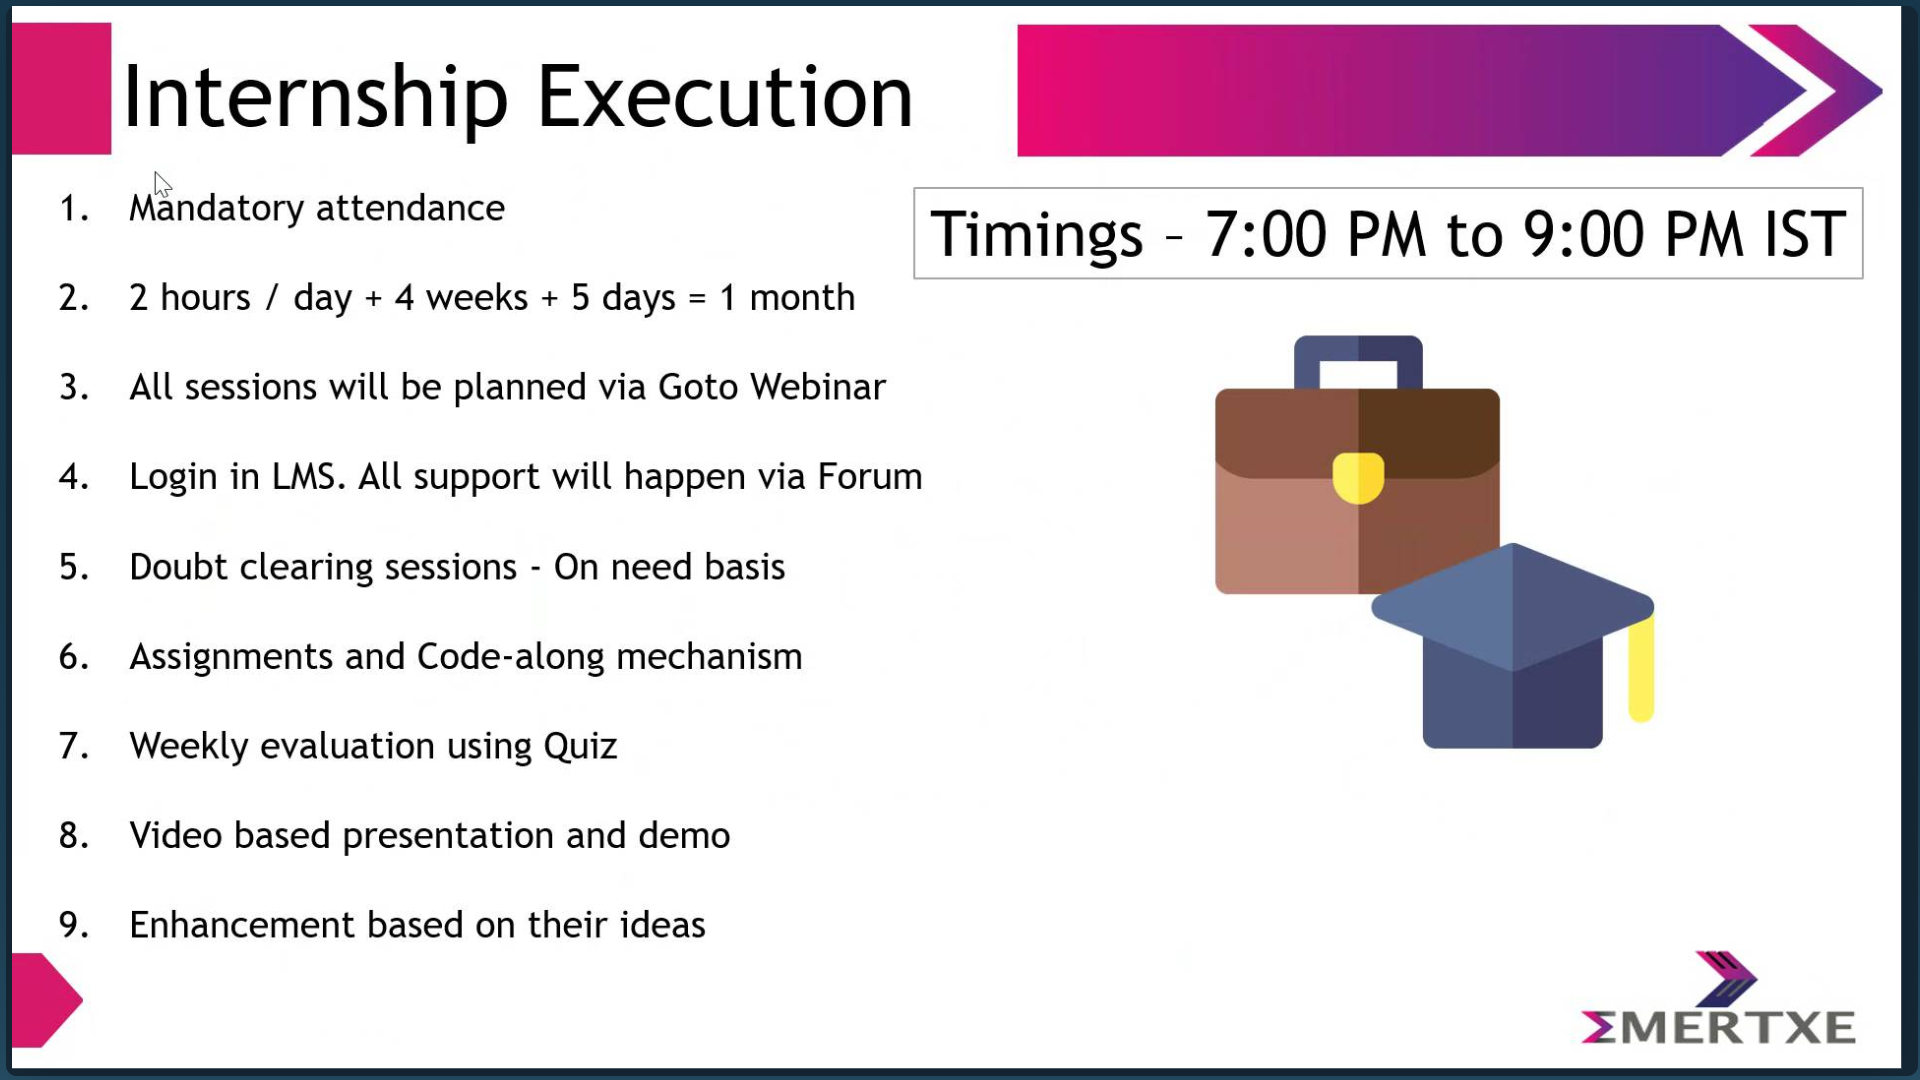 Internship Execution
Timings – 7:00 PM to 9:00 PM IST
1. Mandatory attendance
2. 2 hours / day + 4 weeks + 5 days = 1 month
3. All sessions will be planned via Goto Webinar
4. Login in LMS. All support will happen via Forum
5. Doubt clearing sessions - On need basis
6. Assignments and Code-along mechanism
7. Weekly evaluation using Quiz
8. Video based presentation and demo
9. Enhancement based on their ideas
EMERTXE